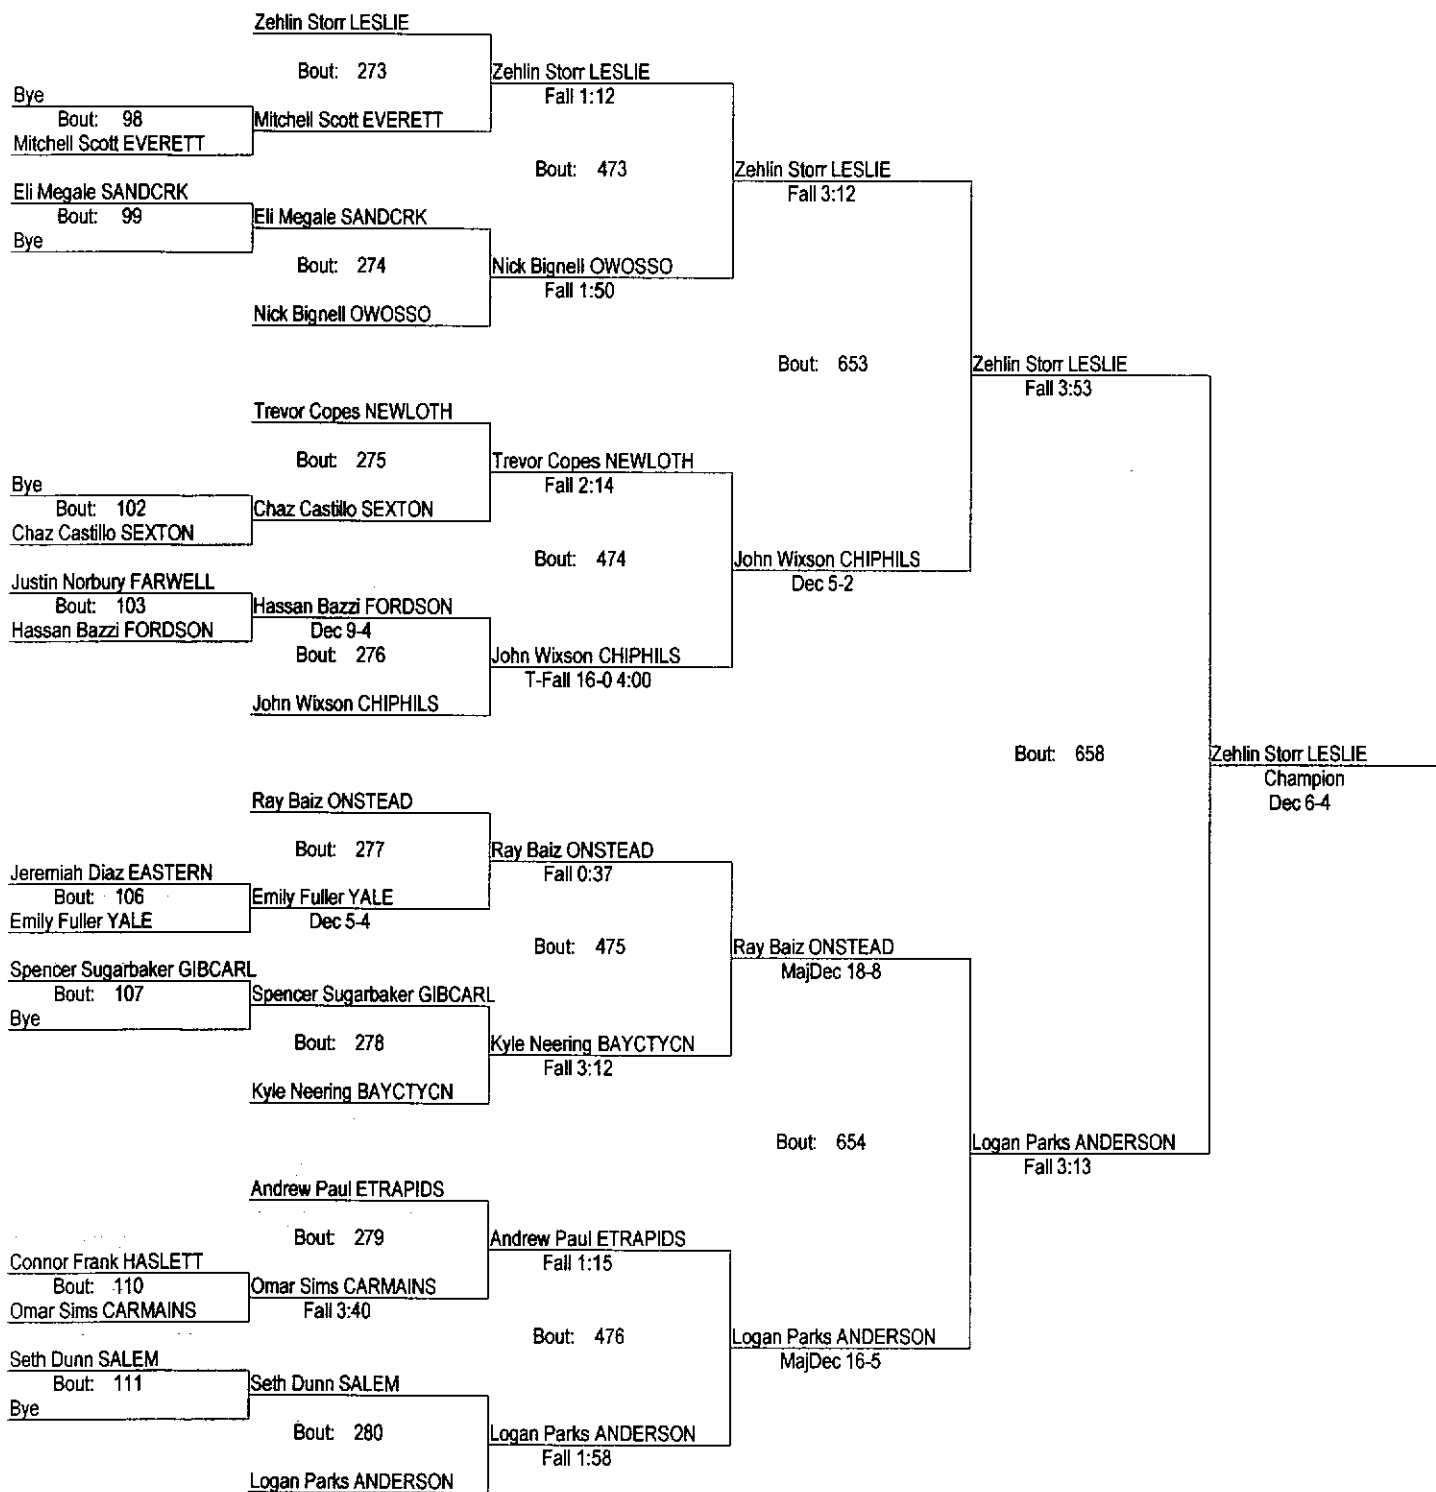 Zehlin Storr LESLIE
Bout: 273
Zehlin Storr LESLIE
Fall 1:12
Bye
Bout: 98
Mitchell Scott EVERETT
Mitchell Scott EVERETT
Bout: 473
Zehlin Storr LESLIE
Fall 3:12
Eli Megale SANDCRK
Bout: 99
Eli Megale SANDCRK
Bye
Bout: 274
Nick Bignell OWOSSO
Fall 1:50
Nick Bignell OWOSSO
Bout: 653
Zehlin Storr LESLIE
Fall 3:53
Trevor Copes NEWLOTH
Bout: 275
Trevor Copes NEWLOTH
Fall 2:14
Bye
Bout: 102
Chaz Castillo SEXTON
Chaz Castillo SEXTON
Bout: 474
John Wixson CHIPHILS
Dec 5-2
Justin Norbury FARWELL
Bout: 103
Hassan Bazzi FORDSON
Hassan Bazzi FORDSON
Dec 9-4
Bout: 276
John Wixson CHIPHILS
T-Fall 16-0 4:00
John Wixson CHIPHILS
Bout: 658
Zehlin Storr LESLIE
Champion
Dec 6-4
Ray Baiz ONSTEAD
Bout: 277
Ray Baiz ONSTEAD
Fall 0:37
Jeremiah Diaz EASTERN
Bout: 106
Emily Fuller YALE
Emily Fuller YALE
Dec 5-4
Bout: 475
Ray Baiz ONSTEAD
MajDec 18-8
Spencer Sugarbaker GIBCARL
Bout: 107
Spencer Sugarbaker GIBCARL
Bye
Bout: 278
Kyle Neering BAYCTYCN
Fall 3:12
Kyle Neering BAYCTYCN
Bout: 654
Logan Parks ANDERSON
Fall 3:13
Andrew Paul ETRAPIDS
Bout: 279
Andrew Paul ETRAPIDS
Fall 1:15
Connor Frank HASLETT
Bout: 110
Omar Sims CARMAINS
Omar Sims CARMAINS
Fall 3:40
Bout: 476
Logan Parks ANDERSON
MajDec 16-5
Seth Dunn SALEM
Bout: 111
Seth Dunn SALEM
Bye
Bout: 280
Logan Parks ANDERSON
Fall 1:58
Logan Parks ANDERSON